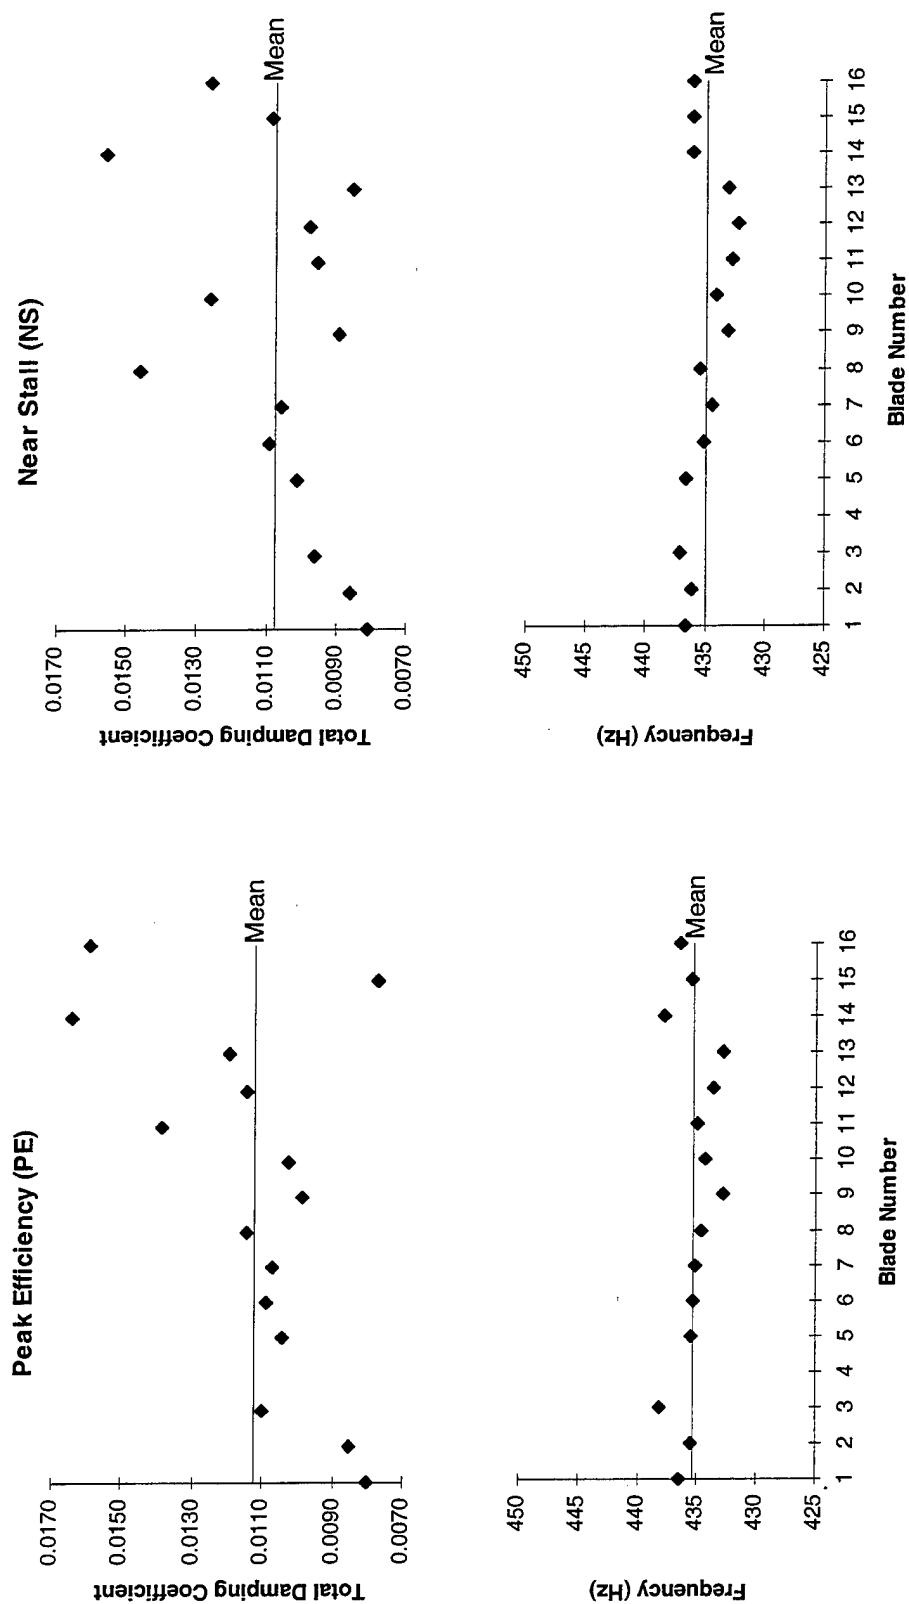 Peak Efficiency (PE)
Total Damping Coefficient
0.0170
0.0150
0.0130
0.0110
0.0090
0.0070
Mean
Frequency (Hz)
450
445
440
435
430
425
Mean
1 2 3 4 5 6 7 8 9 10 11 12 13 14 15 16
Blade Number
Near Stall (NS)
Total Damping Coefficient
0.0170
0.0150
0.0130
0.0110
0.0090
0.0070
Mean
Frequency (Hz)
450
445
440
435
430
425
Mean
1 2 3 4 5 6 7 8 9 10 11 12 13 14 15 16
Blade Number